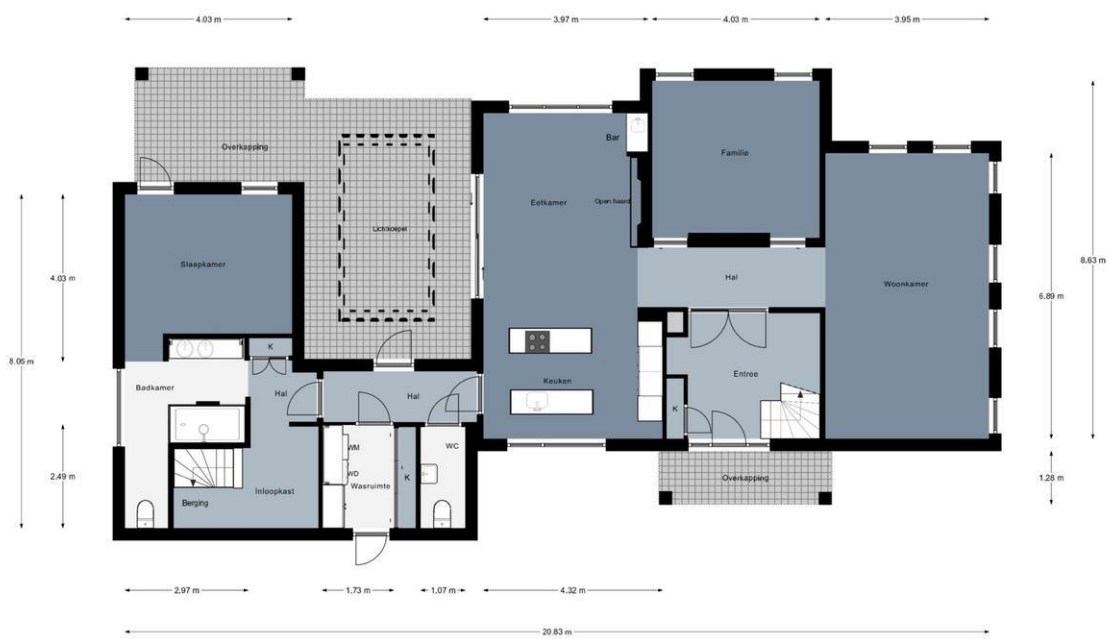 4.03 m
3.97 m
4.03 m
3.95 m
Overkapping
Bar
Familie
Eetkamer
Open haard
Lichtkoepel
Slaapkamer
4.03 m
8.63 m
Hal
Woonkamer
6.89 m
K
8.05 m
Entree
Badkamer
Hal
Keuken
Hal
K
WM
WC
WD
K
2.49 m
Wasruimte
Inloopkast
Berging
Overkapping
1.28 m
2.97 m
1.73 m
1.07 m
4.32 m
20.83 m